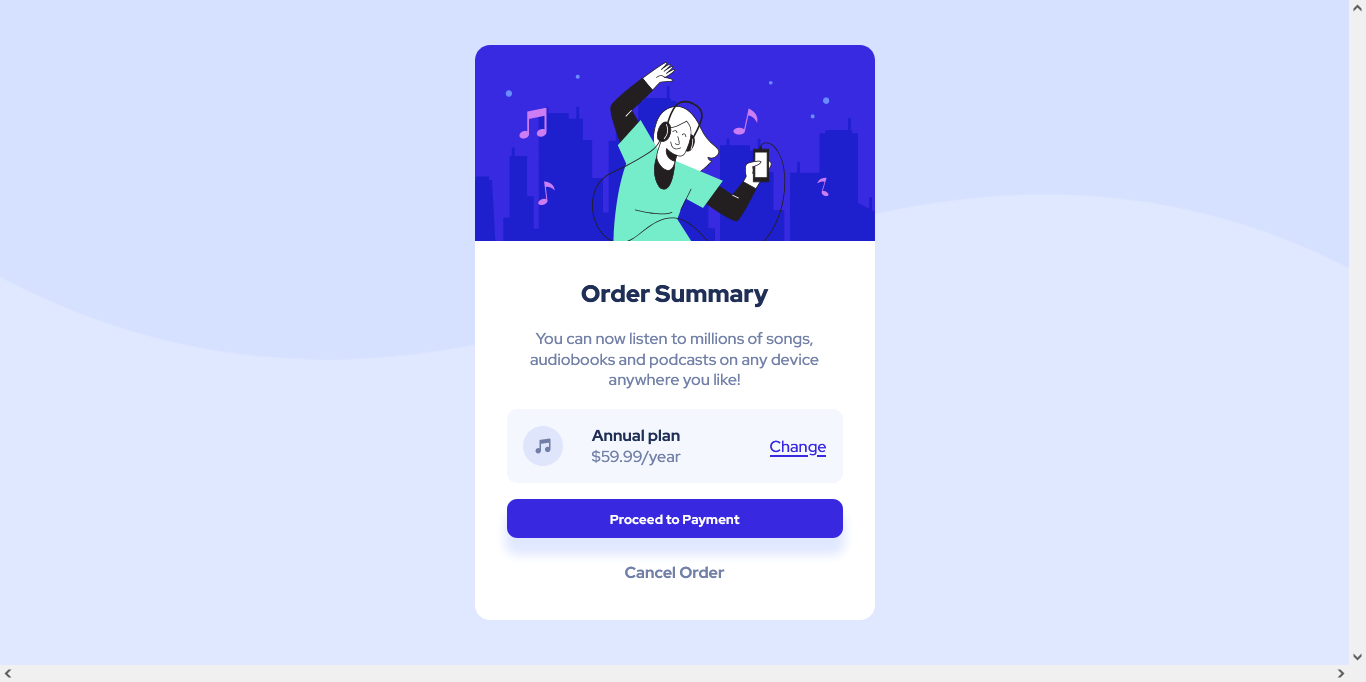 Order Summary
You can now listen to millions of songs,
audiobooks and podcasts on any device
anywhere you like!
Annual plan
$59.99/year
Change
Proceed to Payment
Cancel Order